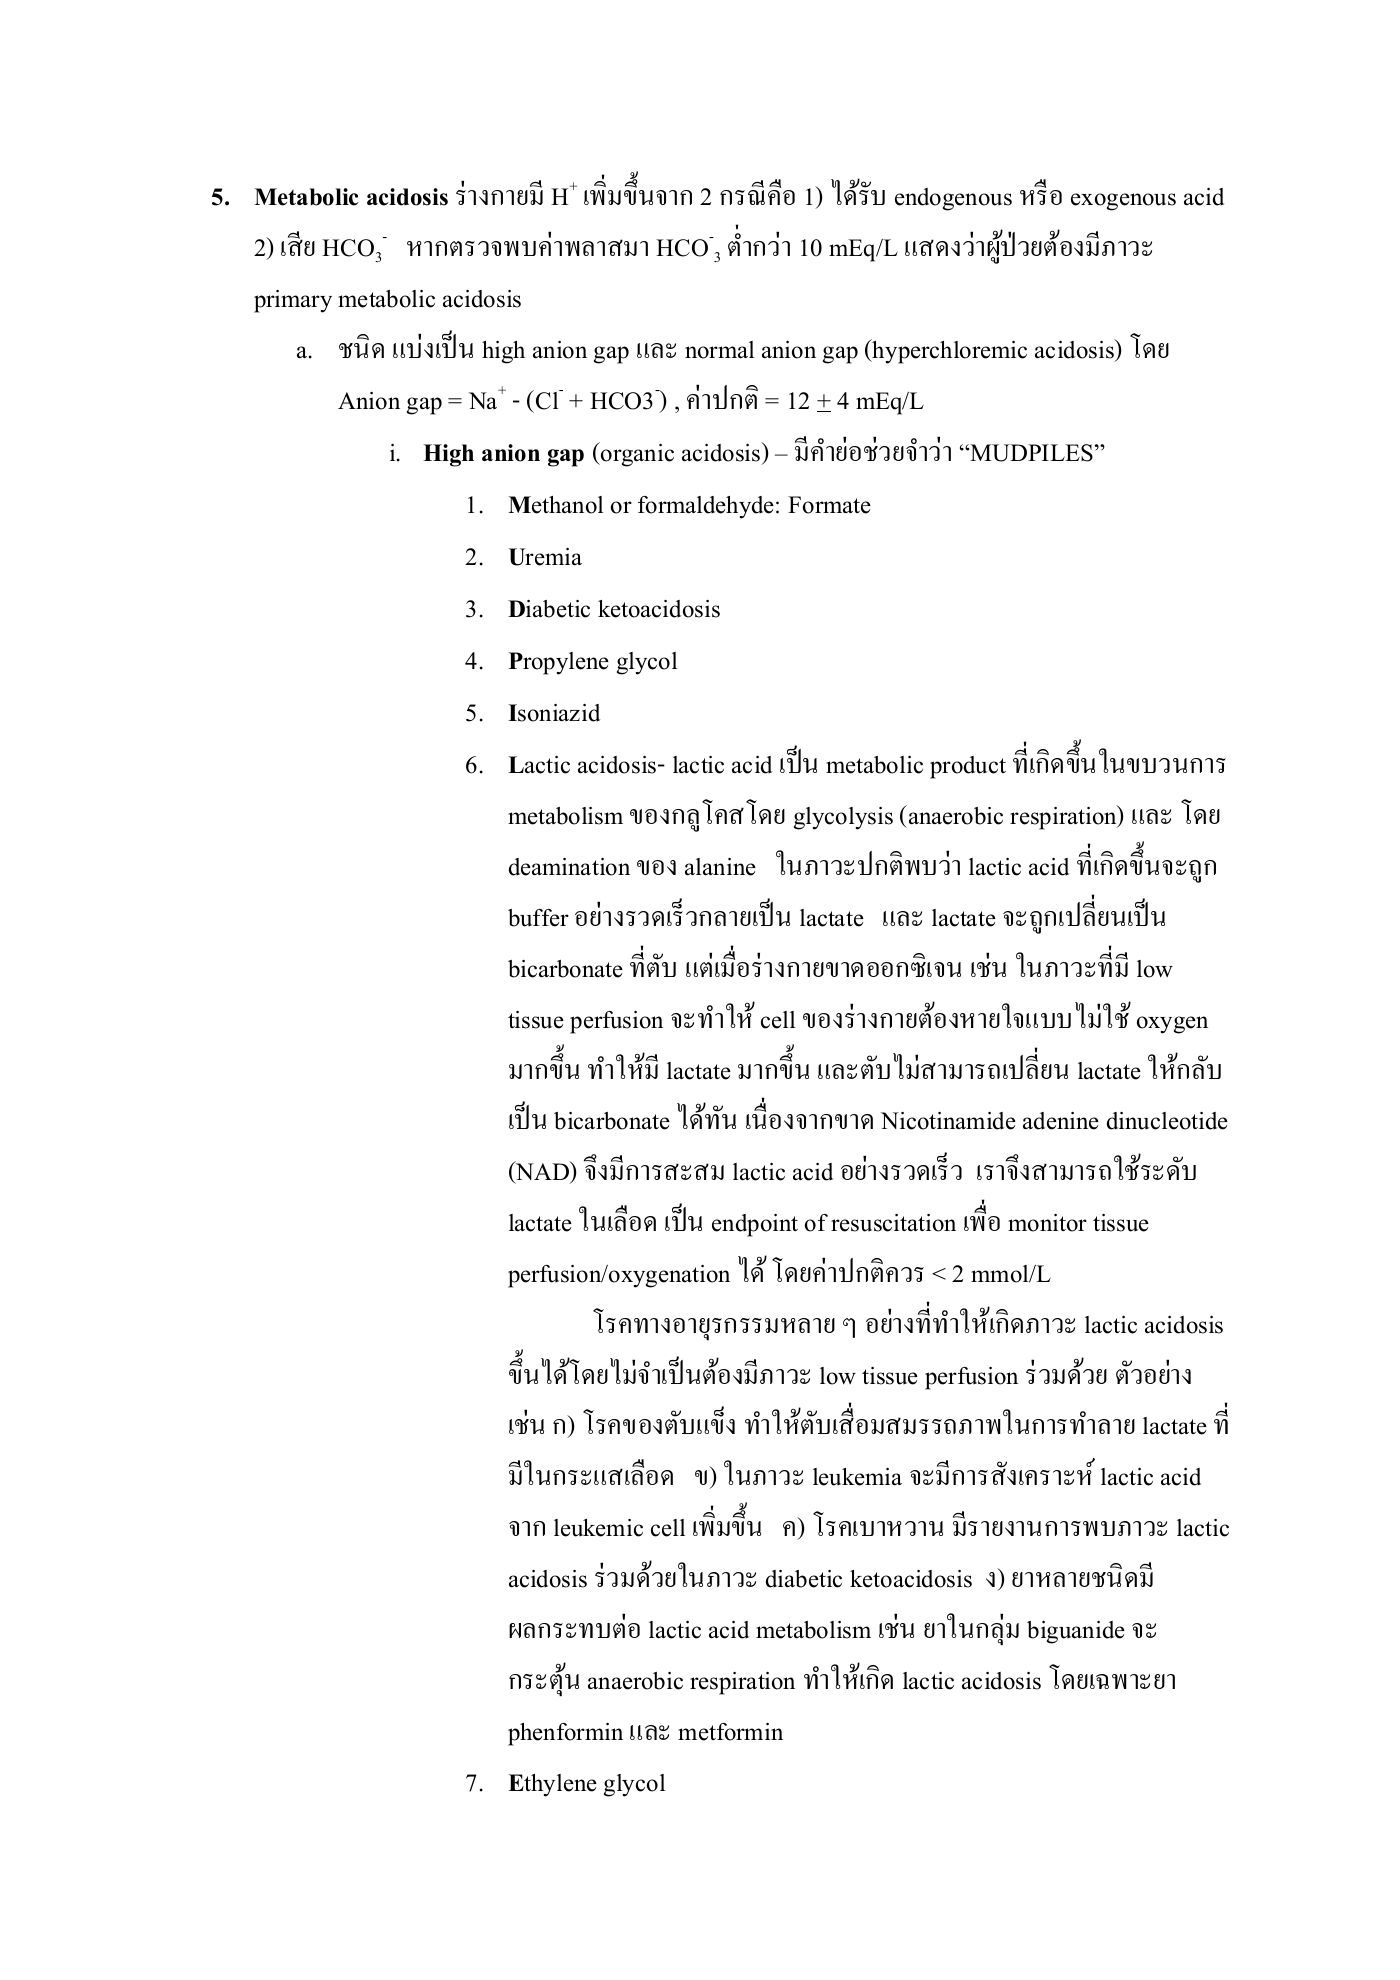 5. Metabolic acidosis ร่างกายมี H+ เพิ่มขึ้นจาก 2 กรณีคือ 1) ได้รับ endogenous หรือ exogenous acid
2) เสีย HCO3- หากตรวจพบค่าพลาสมา HCO-3 ต่ำกว่า 10 mEq/L แสดงว่าผู้ป่วยต้องมีภาวะ
primary metabolic acidosis
a. ชนิด แบ่งเป็น high anion gap และ normal anion gap (hyperchloremic acidosis) โดย
Anion gap = Na+ - (Cl- + HCO3-) , ค่าปกติ = 12 ± 4 mEq/L
i. High anion gap (organic acidosis) – มีคำย่อช่วยจำว่า “MUDPILES”
1. Methanol or formaldehyde: Formate
2. Uremia
3. Diabetic ketoacidosis
4. Propylene glycol
5. Isoniazid
6. Lactic acidosis- lactic acid เป็น metabolic product ที่เกิดขึ้นในขบวนการ
metabolism ของกลูโคสโดย glycolysis (anaerobic respiration) และ โดย
deamination ของ alanine ในภาวะปกติพบว่า lactic acid ที่เกิดขึ้นจะถูก
buffer อย่างรวดเร็วกลายเป็น lactate และ lactate จะถูกเปลี่ยนเป็น
bicarbonate ที่ตับ แต่เมื่อร่างกายขาดออกซิเจน เช่น ในภาวะที่มี low
tissue perfusion จะทำให้ cell ของร่างกายต้องหายใจแบบไม่ใช้ oxygen
มากขึ้น ทำให้มี lactate มากขึ้น และตับไม่สามารถเปลี่ยน lactate ให้กลับ
เป็น bicarbonate ได้ทัน เนื่องจากขาด Nicotinamide adenine dinucleotide
(NAD) จึงมีการสะสม lactic acid อย่างรวดเร็ว เราจึงสามารถใช้ระดับ
lactate ในเลือด เป็น endpoint of resuscitation เพื่อ monitor tissue
perfusion/oxygenation ได้ โดยค่าปกติควร < 2 mmol/L
โรคทางอายุรกรรมหลาย ๆ อย่างที่ทำให้เกิดภาวะ lactic acidosis
ขึ้นได้โดยไม่จำเป็นต้องมีภาวะ low tissue perfusion ร่วมด้วย ตัวอย่าง
เช่น ก) โรคของตับแข็ง ทำให้ตับเสื่อมสมรรถภาพในการทำลาย lactate ที่
มีในกระแสเลือด ข) ในภาวะ leukemia จะมีการสังเคราะห์ lactic acid
จาก leukemic cell เพิ่มขึ้น ค) โรคเบาหวาน มีรายงานการพบภาวะ lactic
acidosis ร่วมด้วยในภาวะ diabetic ketoacidosis ง) ยาหลายชนิดมี
ผลกระทบต่อ lactic acid metabolism เช่น ยาในกลุ่ม biguanide จะ
กระตุ้น anaerobic respiration ทำให้เกิด lactic acidosis โดยเฉพาะยา
phenformin และ metformin
7. Ethylene glycol